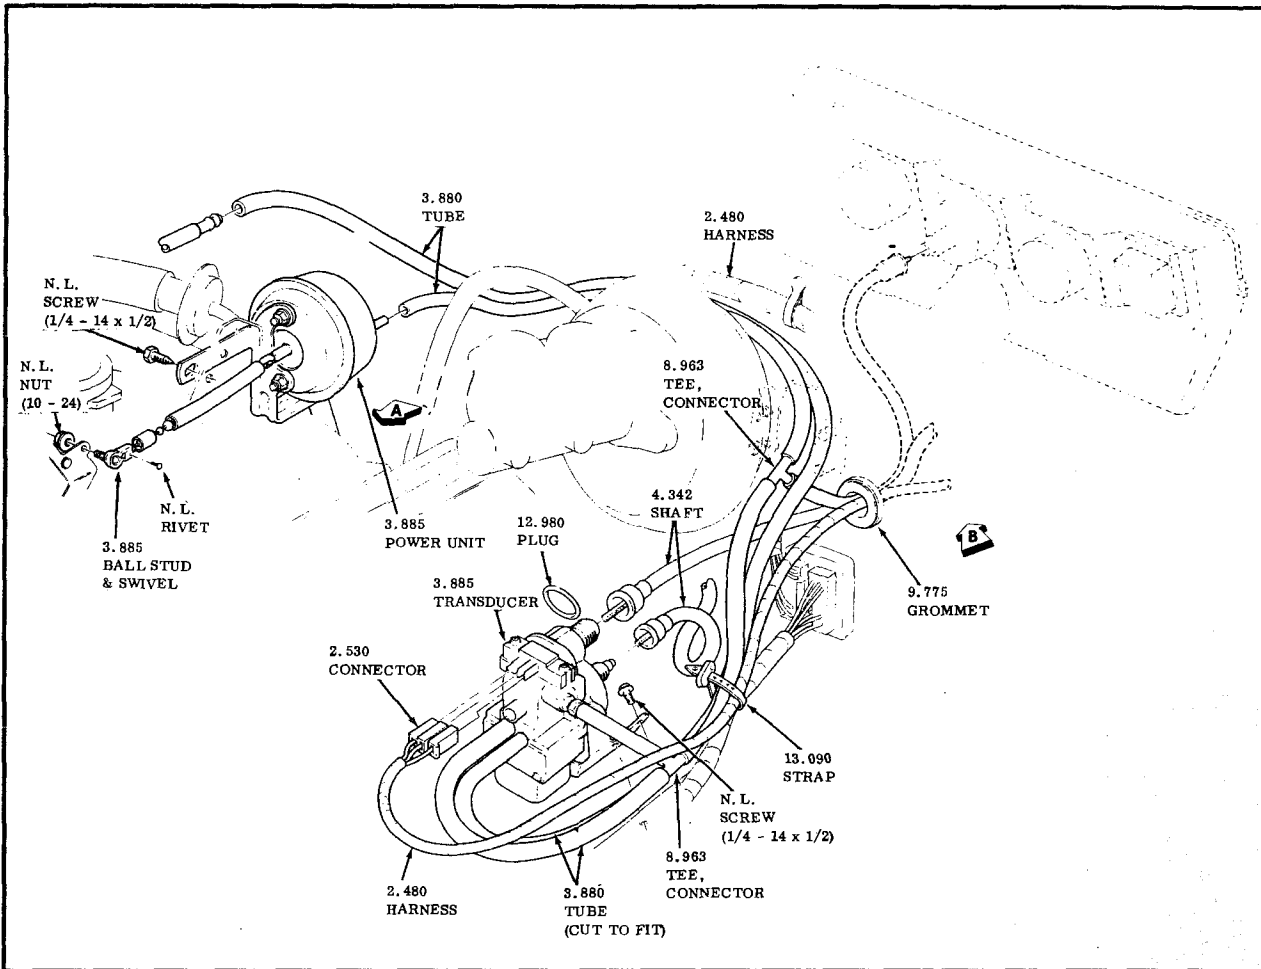 3.880
TUBE
2.480
HARNESS
N. L.
SCREW
(1/4 - 14 x 1/2)
N. L.
NUT
(10 - 24)
8.963
TEE,
CONNECTOR
A
4.342
SHAFT
N. L.
RIVET
3.885
POWER UNIT
12.980
PLUG
B
3.885
BALL STUD
& SWIVEL
3.885
TRANSDUCER
9.775
GROMMET
2.530
CONNECTOR
13.090
STRAP
N. L.
SCREW
(1/4 - 14 x 1/2)
8.963
TEE,
CONNECTOR
2.480
HARNESS
3.880
TUBE
(CUT TO FIT)